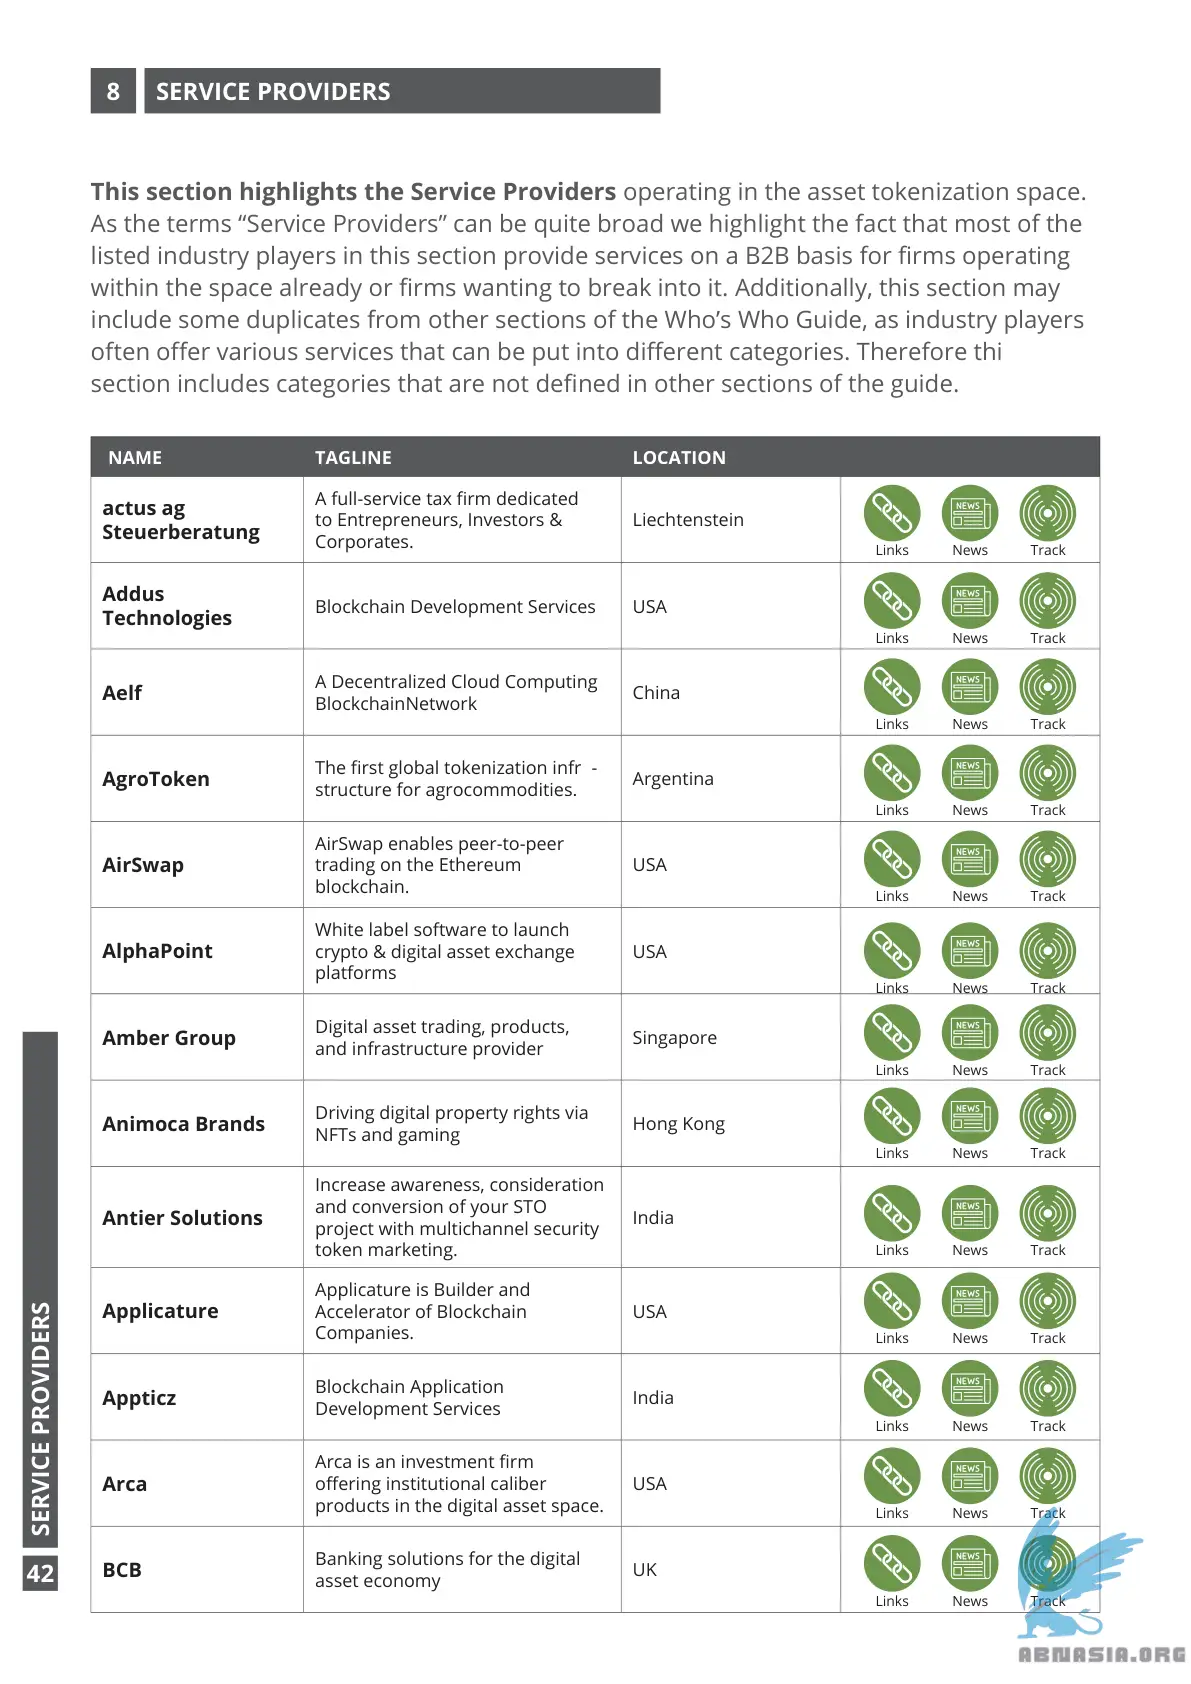 8 SERVICE PROVIDERS
This section highlights the Service Providers operating in the asset tokenization space.
As the terms “Service Providers” can be quite broad we highlight the fact that most of the
listed industry players in this section provide services on a B2B basis for firms operating
within the space already or firms wanting to break into it. Additionally, this section may
include some duplicates from other sections of the Who’s Who Guide, as industry players
often offer various services that can be put into different categories. Therefore thi
section includes categories that are not defined in other sections of the guide.
NAME TAGLINE LOCATION
actus ag
Steuerberatung
A full-service tax firm dedicated
to Entrepreneurs, Investors &
Corporates.
Liechtenstein
NEWS
Links News Track
Addus
Technologies
Blockchain Development Services
USA
NEWS
Links News Track
Aelf
A Decentralized Cloud Computing
BlockchainNetwork
China
NEWS
Links News Track
AgroToken
The first global tokenization infr -
structure for agrocommodities.
Argentina
NEWS
Links News Track
AirSwap
AirSwap enables peer-to-peer
trading on the Ethereum
blockchain.
USA
NEWS
Links News Track
AlphaPoint
White label software to launch
crypto & digital asset exchange
platforms
USA
NEWS
Links News Track
Amber Group
Digital asset trading, products,
and infrastructure provider
Singapore
NEWS
Links News Track
Animoca Brands
Driving digital property rights via
NFTs and gaming
Hong Kong
NEWS
Links News Track
Antier Solutions
Increase awareness, consideration
and conversion of your STO
project with multichannel security
token marketing.
India
NEWS
Links News Track
Applicature
Applicature is Builder and
Accelerator of Blockchain
Companies.
USA
NEWS
Links News Track
Appticz
Blockchain Application
Development Services
India
NEWS
Links News Track
Arca
Arca is an investment firm
offering institutional caliber
products in the digital asset space.
USA
NEWS
Links News Track
BCB
Banking solutions for the digital
asset economy
UK
NEWS
Links News Track
SERVICE PROVIDERS
42
ABNASIA.ORG